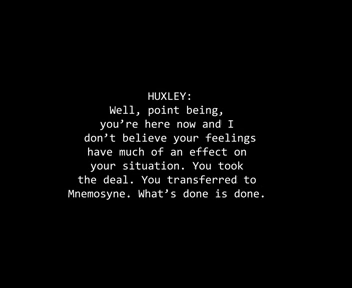 HUXLEY:
Well, point being,
you’re here now and I
don’t believe your feelings
have much of an effect on
your situation. You took
the deal. You transferred to
Mnemosyne. What’s done is done.